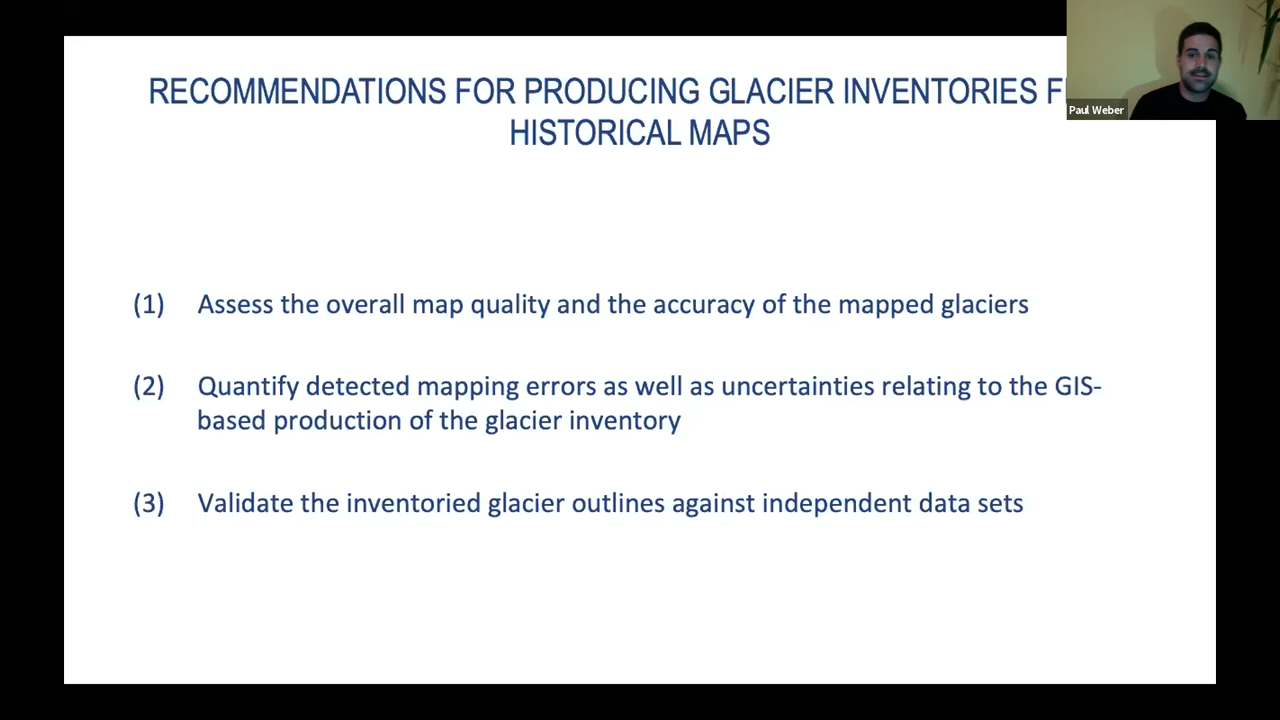 RECOMMENDATIONS FOR PRODUCING GLACIER INVENTORIES
HISTORICAL MAPS
Paul Weber
(1) Assess the overall map quality and the accuracy of the mapped glaciers
(2) Quantify detected mapping errors as well as uncertainties relating to the GIS-
based production of the glacier inventory
(3) Validate the inventoried glacier outlines against independent data sets